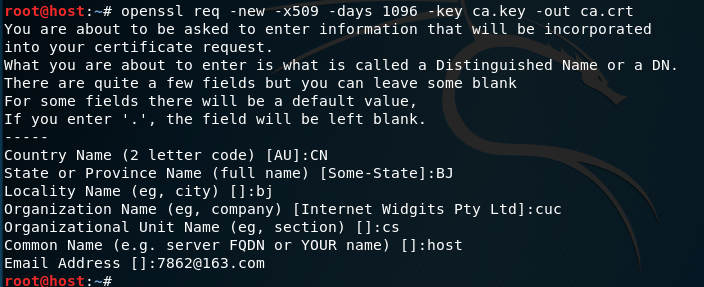 root@host:~# openssl req -new -x509 -days 1096 -key ca.key -out ca.crt
You are about to be asked to enter information that will be incorporated
into your certificate request.
What you are about to enter is what is called a Distinguished Name or a DN.
There are quite a few fields but you can leave some blank
For some fields there will be a default value,
If you enter '.', the field will be left blank.
-----
Country Name (2 letter code) [AU]:CN
State or Province Name (full name) [Some-State]:BJ
Locality Name (eg, city) []:bj
Organization Name (eg, company) [Internet Widgits Pty Ltd]:cuc
Organizational Unit Name (eg, section) []:cs
Common Name (e.g. server FQDN or YOUR name) []:host
Email Address []:7862@163.com
root@host:~#